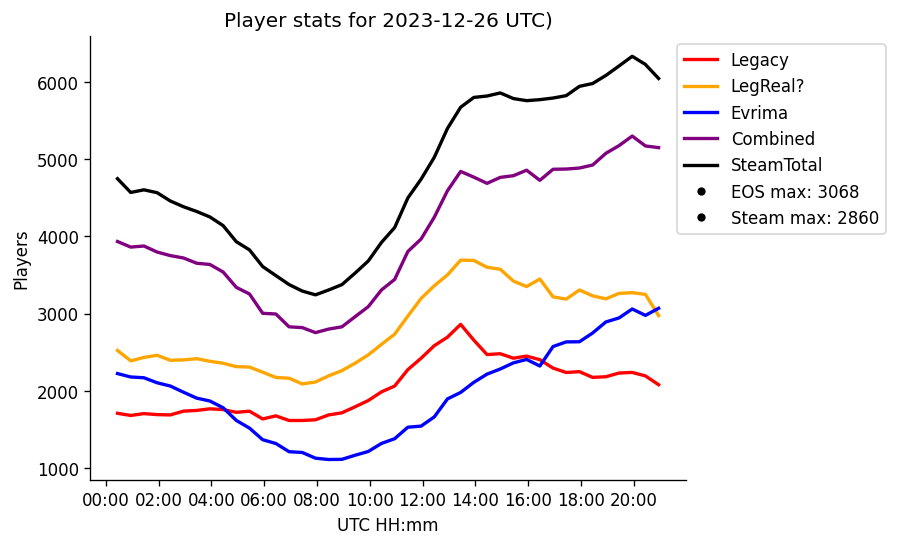 Player stats for 2023-12-26 UTC)
Legacy
LegReal?
Evrima
Combined
SteamTotal
EOS max: 3068
Steam max: 2860
Players
6000
5000
4000
3000
2000
1000
00:00 02:00 04:00 06:00 08:00 10:00 12:00 14:00 16:00 18:00 20:00
UTC HH:mm